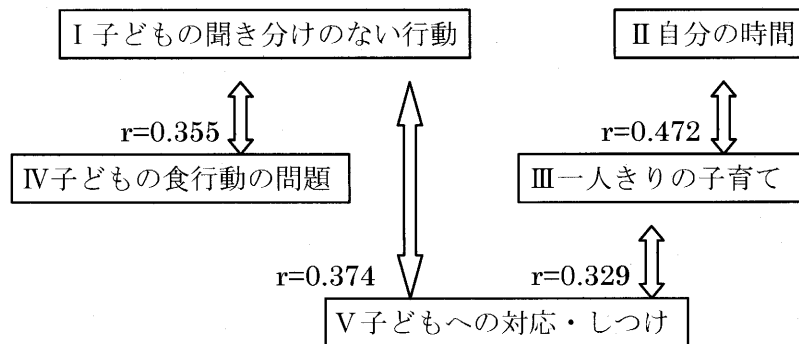 Ⅰ子どもの聞き分けのない行動
Ⅱ自分の時間
r=0.355
r=0.472
Ⅳ子どもの食行動の問題
Ⅲ一人きりの子育て
r=0.374
r=0.329
Ⅴ子どもへの対応・しつけ